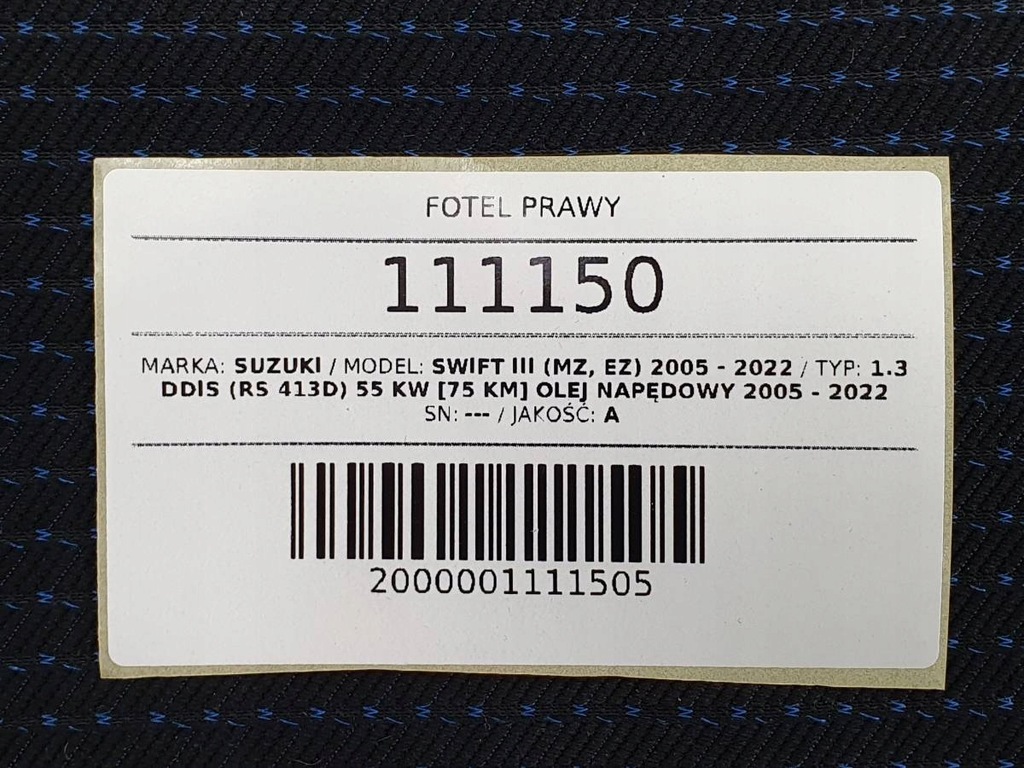 FOTEL PRAWY
111150
MARKA: SUZUKI / MODEL: SWIFT III (MZ, EZ) 2005 - 2022 / TYP: 1.3
DDIS (RS 413D) 55 KW [75 KM] OLEJ NAPĘDOWY 2005 - 2022
SN: --- / JAKOŚĆ: A
2000001111505